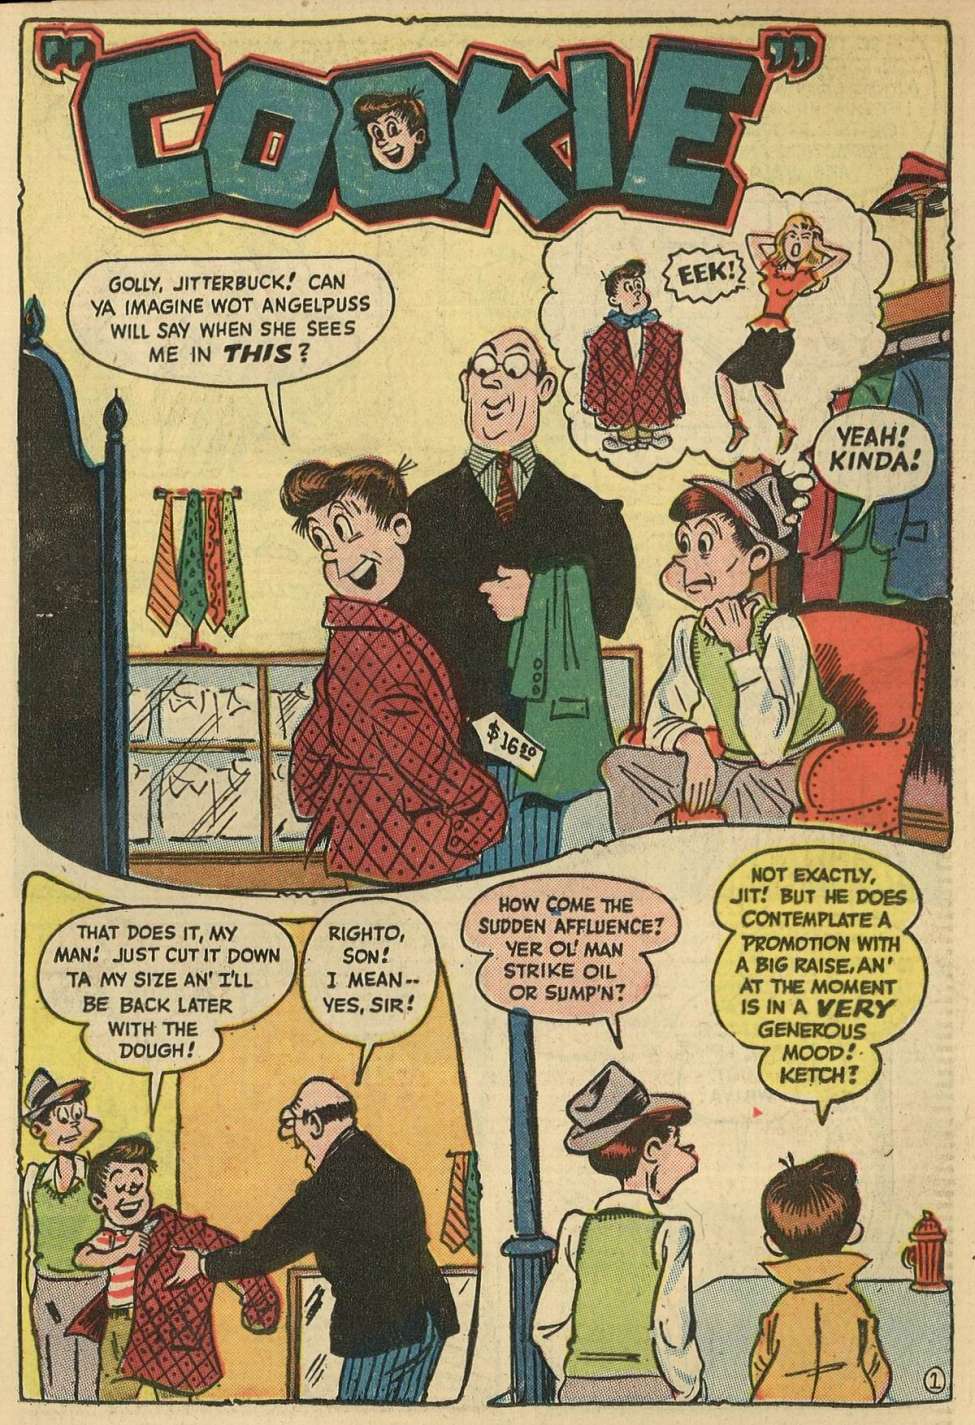 "COOKIE"
GOLLY, JITTERBUCK! CAN
YA IMAGINE WOT ANGELPUSS
WILL SAY WHEN SHE SEES
ME IN THIS?
EEK!
YEAH!
KINDA!
$16.50
THAT DOES IT, MY
MAN! JUST CUT IT DOWN
TA MY SIZE AN' I'LL
BE BACK LATER
WITH THE
DOUGH!
RIGHTO,
SON!
I MEAN--
YES, SIR!
HOW COME THE
SUDDEN AFFLUENCE?
YER OL' MAN
STRIKE OIL
OR SUMP'N?
NOT EXACTLY,
JIT! BUT HE DOES
CONTEMPLATE A
PROMOTION WITH
A BIG RAISE, AN'
AT THE MOMENT
IS IN A VERY
GENEROUS
MOOD!
KETCH?
1